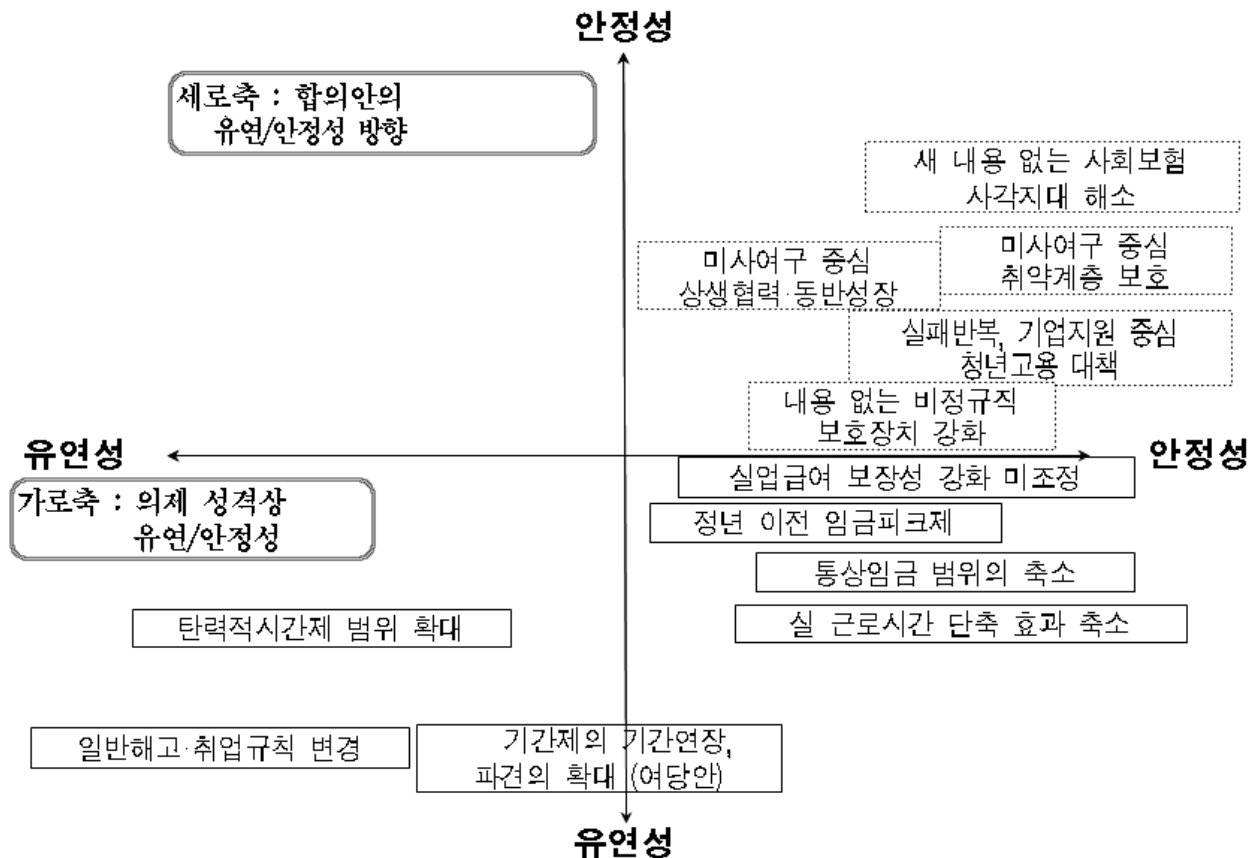 안정성
세로축 : 합의안의
유연/안정성 방향
새 내용 없는 사회보험
사각지대 해소
미사여구 중심
상생협력·동반성장
미사여구 중심
취약계층 보호
실패반복, 기업지원 중심
청년고용 대책
내용 없는 비정규직
보호장치 강화
유연성
안정성
실업급여 보장성 강화 미조정
가로축 : 의제 성격상
유연/안정성
정년 이전 임금피크제
통상임금 범위의 축소
탄력적시간제 범위 확대
실 근로시간 단축 효과 축소
일반해고·취업규칙 변경
기간제의 기간연장,
파견의 확대 (여당안)
유연성